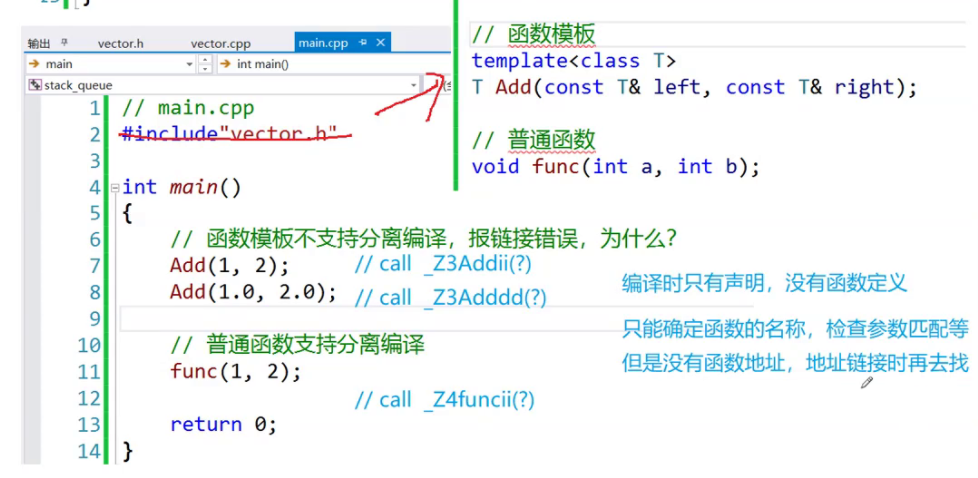 输出 vector.h vector.cpp main.cpp
main int main()
stack_queue
1 // main.cpp
2 #include"vector.h"
3
4 int main()
5 {
6 // 函数模板不支持分离编译，报链接错误，为什么？
7 Add(1, 2); // call _Z3Addii(?)
8 Add(1.0, 2.0); // call _Z3Adddd(?)
9
10 // 普通函数支持分离编译
11 func(1, 2);
12 // call _Z4funcii(?)
13 return 0;
14 }
// 函数模板
template<class T>
T Add(const T& left, const T& right);
// 普通函数
void func(int a, int b);
编译时只有声明，没有函数定义
只能确定函数的名称，检查参数匹配等
但是没有函数地址，地址链接时再去找